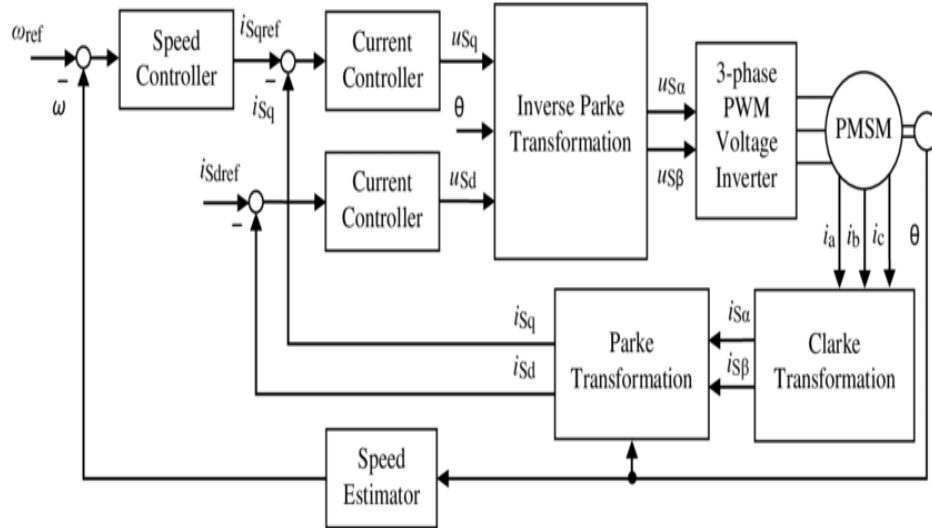 ωref
−
ω
Speed
Controller
iSqref
−
iSq
Current
Controller
uSq
θ
Inverse Parke
Transformation
uSα
uSβ
3-phase
PWM
Voltage
Inverter
PMSM
iSdref
−
Current
Controller
uSd
ia
ib
ic
θ
iSq
iSd
Parke
Transformation
iSα
iSβ
Clarke
Transformation
Speed
Estimator